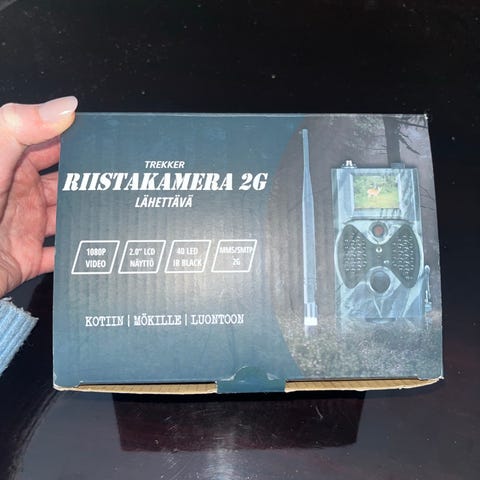 TREKKER
RIISTAKAMERA 2G
LÄHETTÄVÄ
1080P
VIDEO
2.0" LCD
NÄYTTÖ
40 LED
IR BLACK
MMS/SMTP
2G
KOTIIN | MÖKILLE | LUONTOON